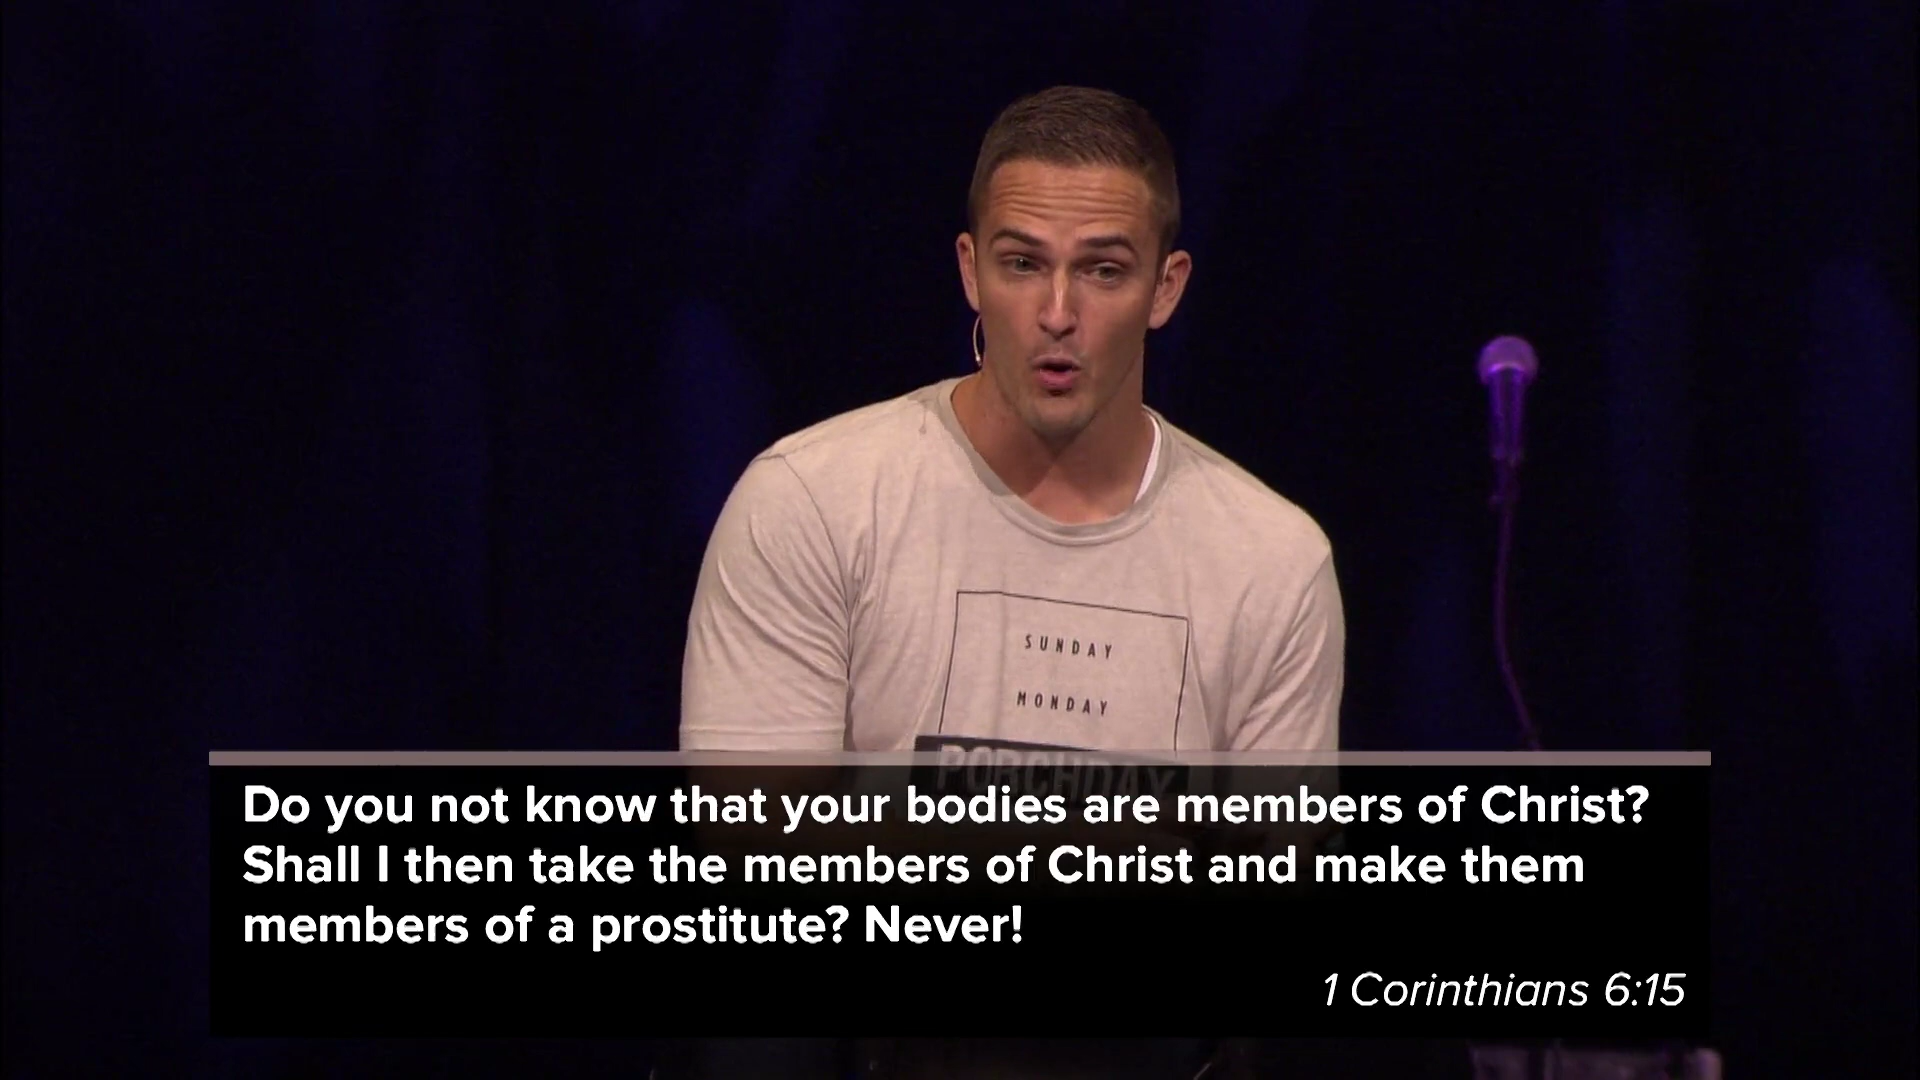 SUNDAY
MONDAY
PORCHDAY
Do you not know that your bodies are members of Christ?
Shall I then take the members of Christ and make them
members of a prostitute? Never!
1 Corinthians 6:15